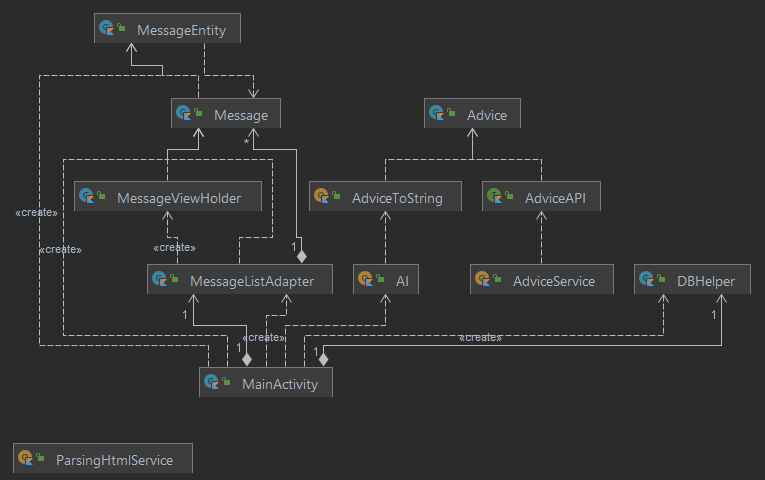 MessageEntity
Message
Advice
*
MessageViewHolder
AdviceToString
AdviceAPI
«create»
«create»
«create»
1
MessageListAdapter
AI
AdviceService
DBHelper
1
1
«create»
«create»
1
1
MainActivity
ParsingHtmlService